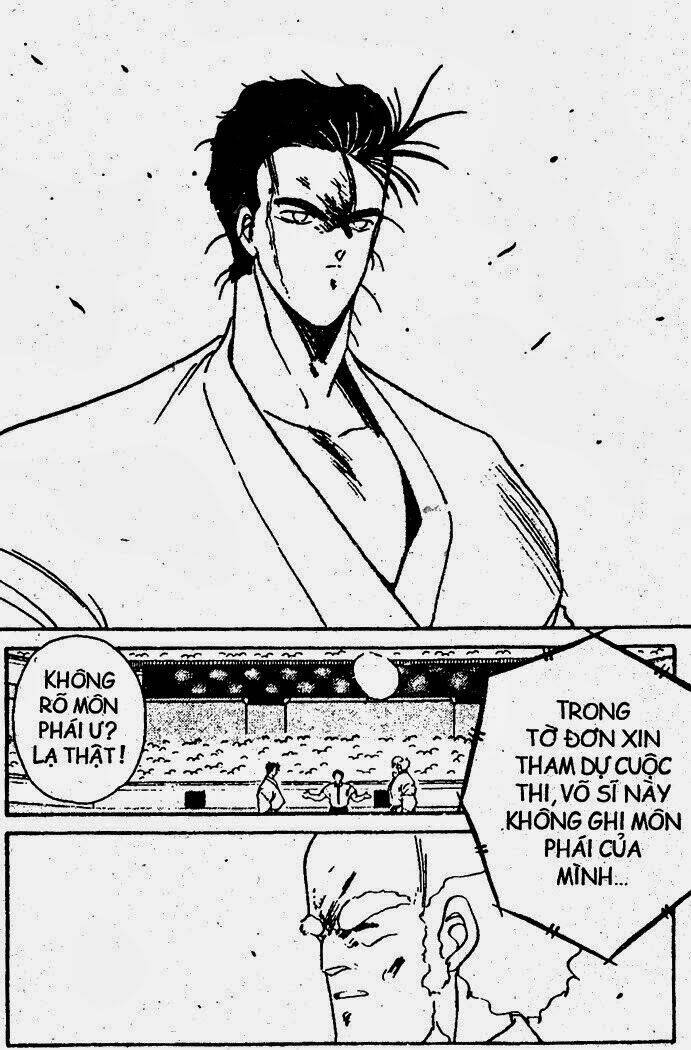 KHÔNG
RÕ MÔN
PHÁI Ư?
LẠ THẬT!
TRONG
TỜ ĐƠN XIN
THAM DỰ CUỘC
THI, VÕ SĨ NÀY
KHÔNG GHI MÔN
PHÁI CỦA
MÌNH...